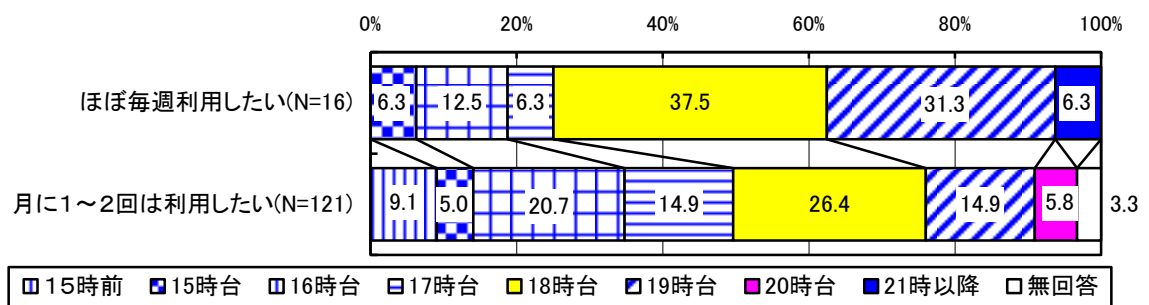 0% 20% 40% 60% 80% 100%
ほぼ毎週利用したい(N=16) 6.3 12.5 6.3 37.5 31.3 6.3
月に1～2回は利用したい(N=121) 9.1 5.0 20.7 14.9 26.4 14.9 5.8 3.3
15時前 15時台 16時台 17時台 18時台 19時台 20時台 21時以降 無回答